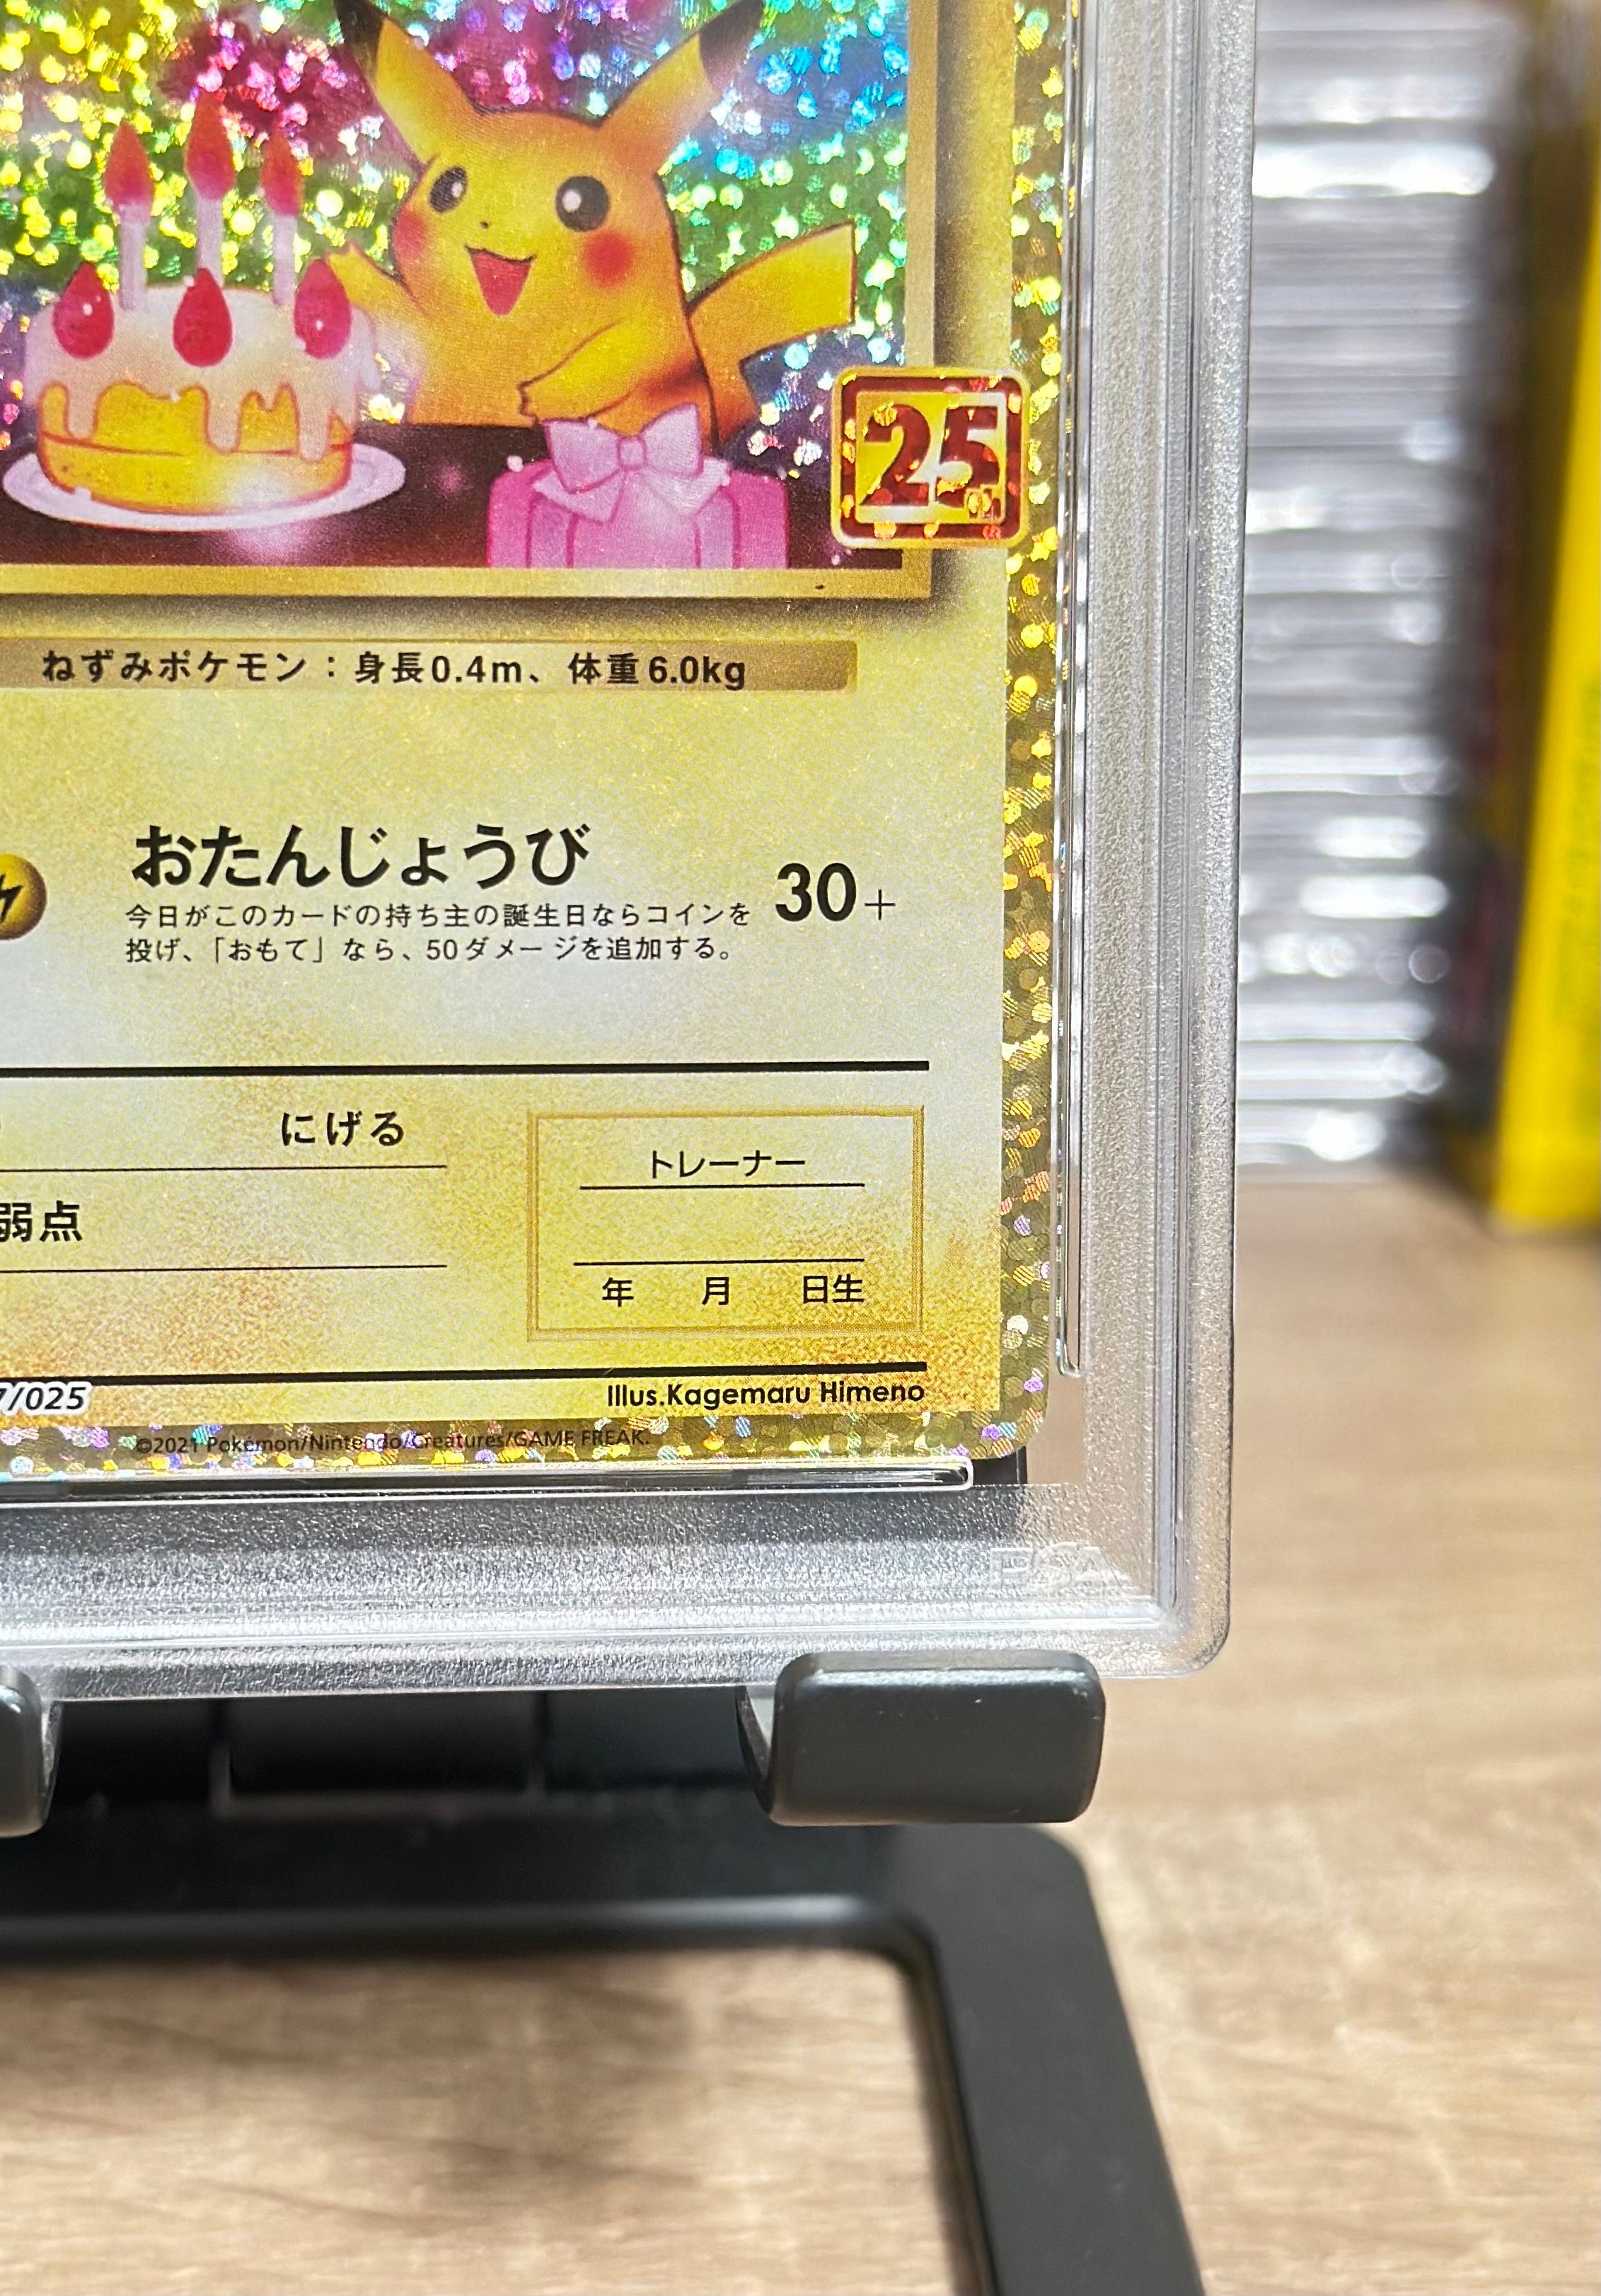 25
ねずみポケモン：身長0.4m、体重6.0kg
おたんじょうび
30+
今日がこのカードの持ち主の誕生日ならコインを
投げ、「おもて」なら、50ダメージを追加する。
にげる
弱点
トレーナー
年 月 日生
/025
Illus.Kagemaru Himeno
©2021 Pokémon/Nintendo/Creatures/GAME FREAK.
PSA